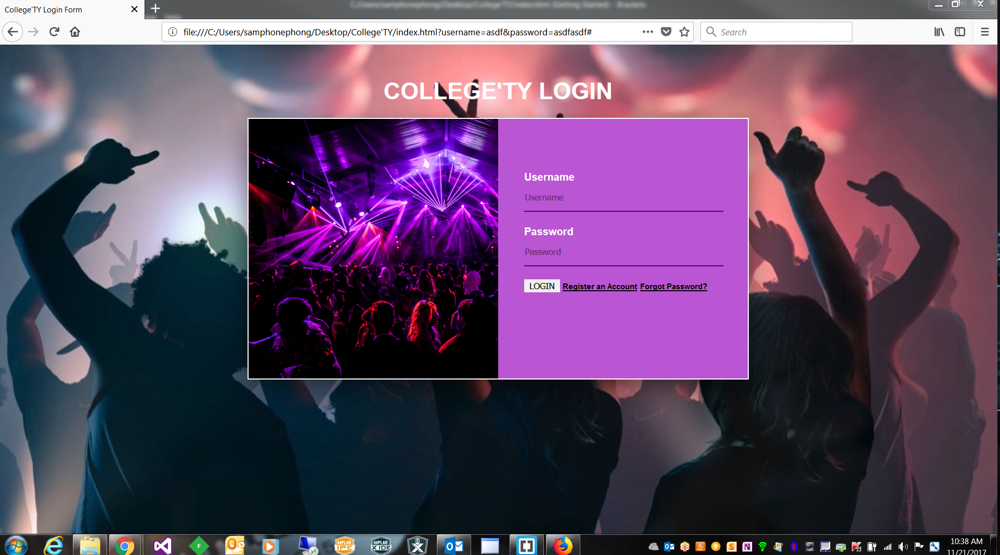 College'TY Login Form
C:/Users/samphonephong/Desktop/College'TY/index.html (Getting Started) - Brackets
file:///C:/Users/samphonephong/Desktop/College'TY/index.html?username=asdf&password=asdfasdf#
Search
COLLEGE'TY LOGIN
Username
Username
Password
Password
LOGIN Register an Account Forgot Password?
F
MPLAB IPE
MPLAB X IDE
10:38 AM
11/21/2017